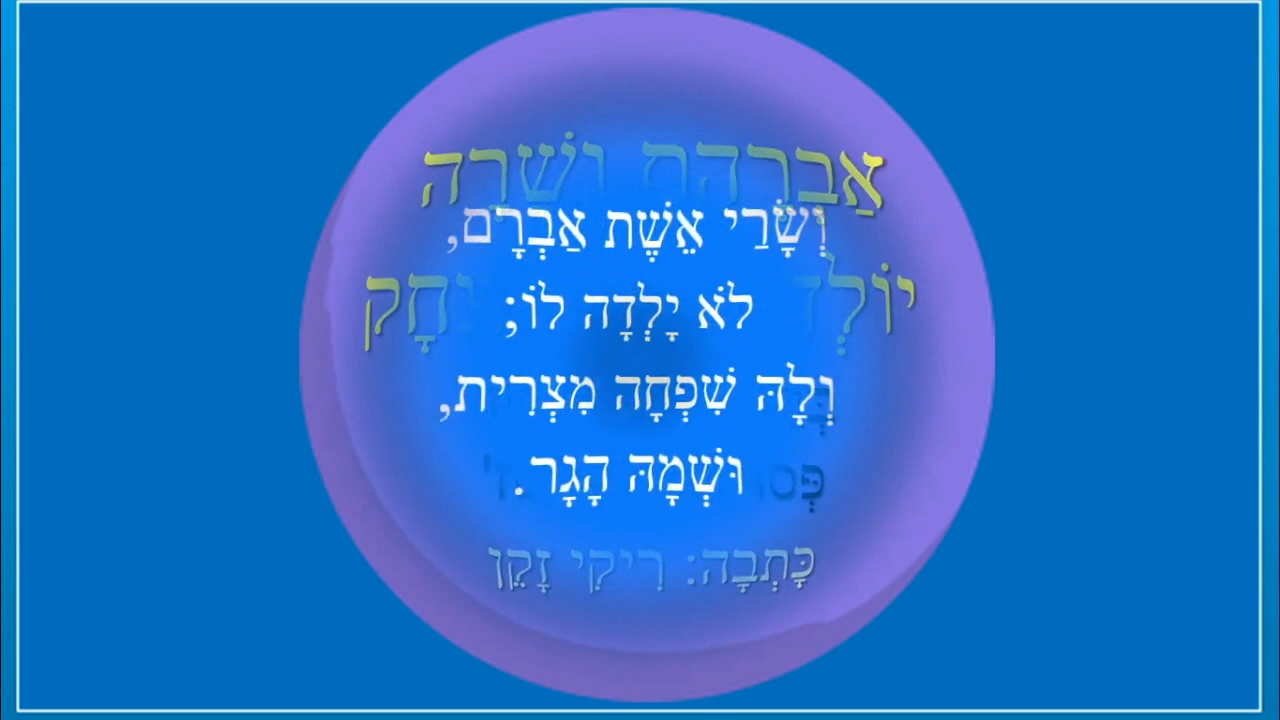 אַבְרָהָם וְשָׂרָה
וְשָׂרַי אֵשֶׁת אַבְרָם,
לֹא יָלְדָה לוֹ;
וְלָהּ שִׁפְחָה מִצְרִית,
וּשְׁמָהּ הָגָר.
כָּתְבָה: רִיקִי זָקֵן